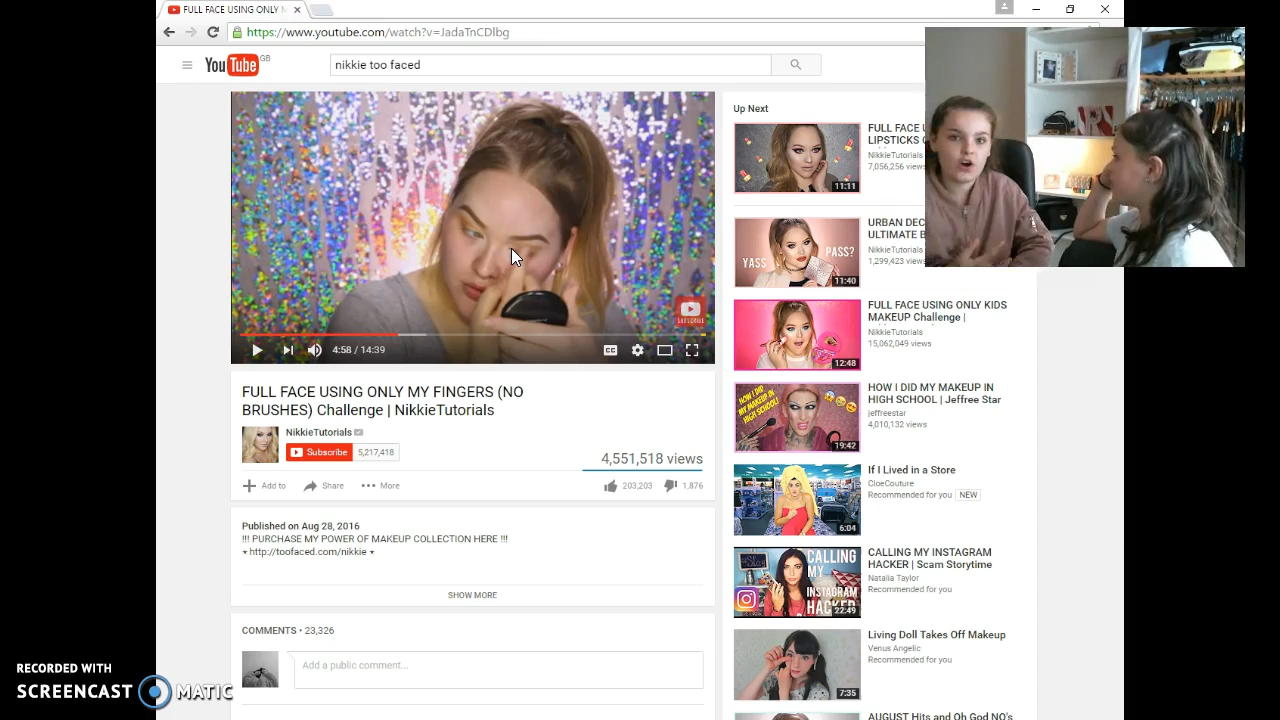 FULL FACE USING ONLY M
https://www.youtube.com/watch?v=JadaTnCDlbg
YouTube GB
nikkie too faced
SUBSCRIBE
4:58 / 14:39
CC
FULL FACE USING ONLY MY FINGERS (NO
BRUSHES) Challenge | NikkieTutorials
NikkieTutorials
Subscribe 5,217,418
4,551,518 views
Add to Share More
203,203 1,876
Published on Aug 28, 2016
!!! PURCHASE MY POWER OF MAKEUP COLLECTION HERE !!!
⋆http://toofaced.com/nikkie ⋆
SHOW MORE
COMMENTS • 23,326
Add a public comment...
Up Next
FULL FACE U
LIPSTICKS C
NikkieTutorials
7,056,256 views
11:11
URBAN DEC
ULTIMATE B
NikkieTutorials
1,299,423 views
YASS
PASS?
11:40
FULL FACE USING ONLY KIDS
MAKEUP Challenge |
NikkieTutorials
15,062,049 views
12:48
HOW I DID MY MAKEUP IN
HIGH SCHOOL | Jeffree Star
jeffreestar
4,010,132 views
HOW I DID
MY MAKEUP IN
HIGH SCHOOL!
19:42
If I Lived in a Store
CloeCouture
Recommended for you NEW
6:04
CALLING MY INSTAGRAM
HACKER | Scam Storytime
Natalia Taylor
Recommended for you
CALLING
MY
INSTAGRAM
HACKER
22:49
Living Doll Takes Off Makeup
Venus Angelic
Recommended for you
7:35
AUGUST Hits and Oh God NO's
RECORDED WITH
SCREENCAST MATIC